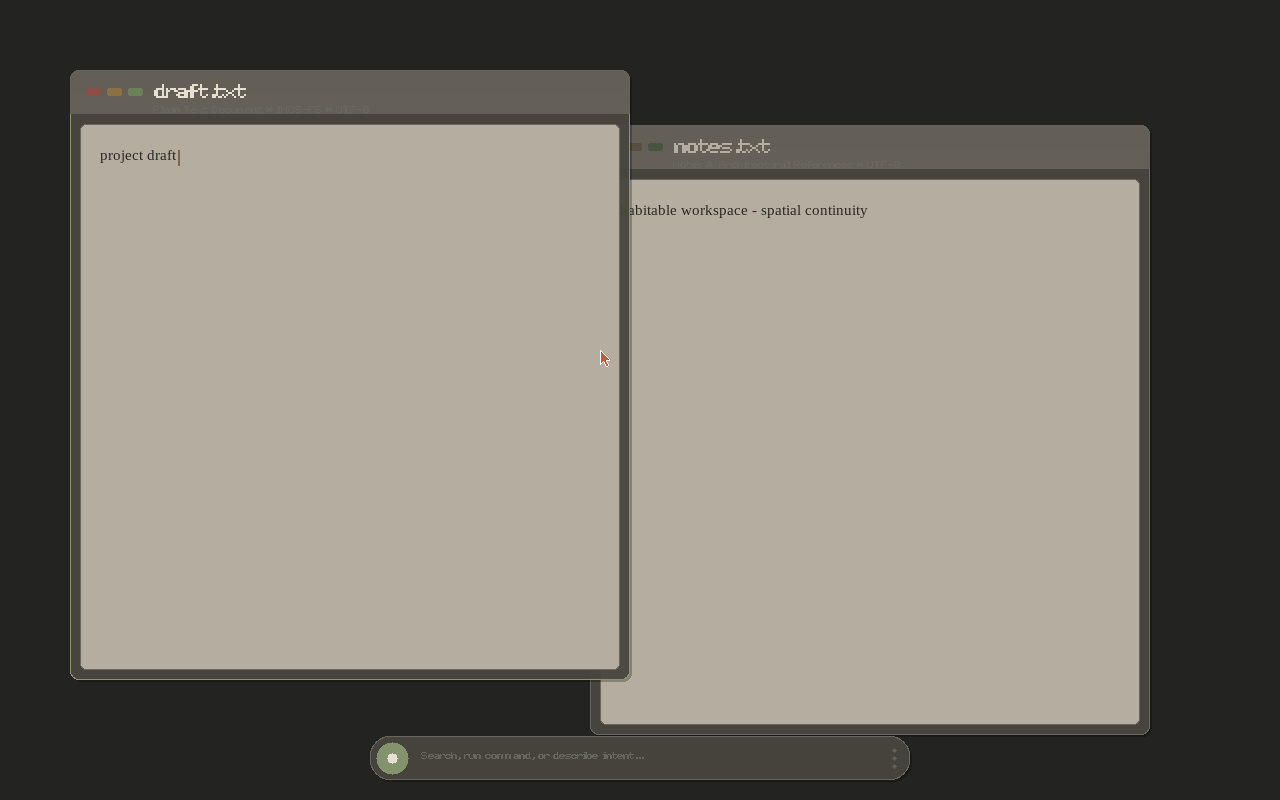 draft.txt
project draft
notes.txt
abitable workspace - spatial continuity
Search, run command, or describe intent...